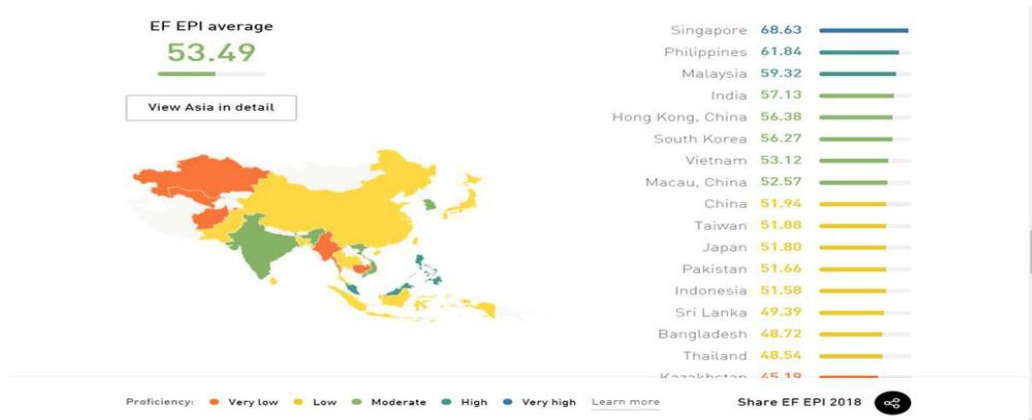 EF EPI average
53.49
View Asia in detail
Singapore 68.63
Philippines 61.84
Malaysia 59.32
India 57.13
Hong Kong, China 56.38
South Korea 56.27
Vietnam 53.12
Macau, China 52.57
China 51.94
Taiwan 51.88
Japan 51.80
Pakistan 51.66
Indonesia 51.58
Sri Lanka 49.39
Bangladesh 48.72
Thailand 48.54
Kazakhstan 45.19
Proficiency: Very low Low Moderate High Very high Learn more Share EF EPI 2018